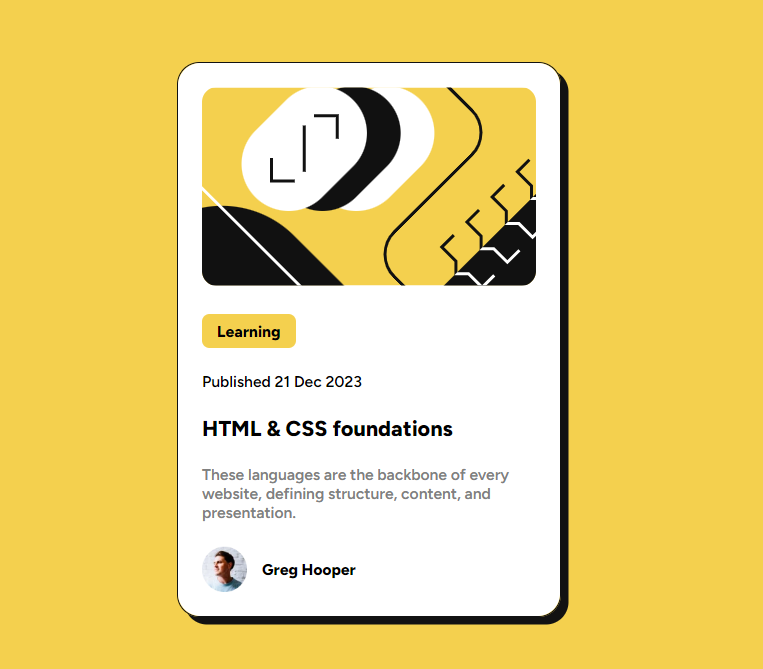 Learning
Published 21 Dec 2023
HTML & CSS foundations
These languages are the backbone of every
website, defining structure, content, and
presentation.
Greg Hooper